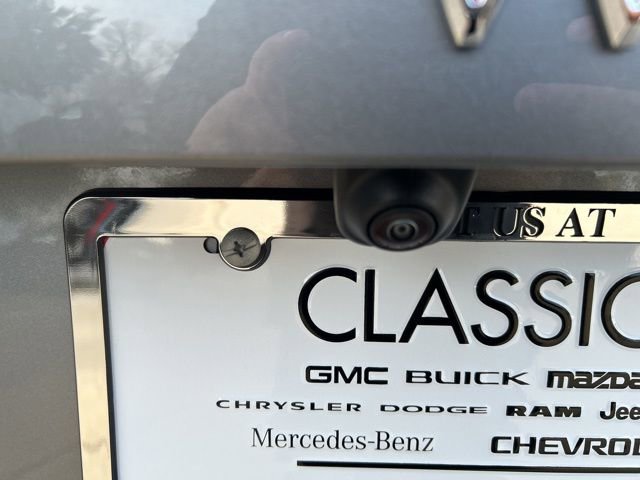 US AT
CLASSIC
GMC BUICK mazda
CHRYSLER DODGE RAM Jee
Mercedes-Benz CHEVROL